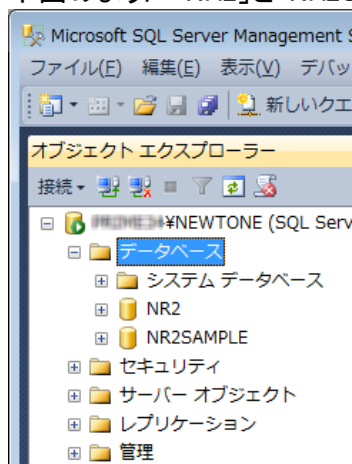 Microsoft SQL Server Management
ファイル(F) 編集(E) 表示(V) デバッ
新しいクエ
オブジェクト エクスプローラー
接続
¥NEWTONE (SQL Serv
データベース
システム データベース
NR2
NR2SAMPLE
セキュリティ
サーバー オブジェクト
レプリケーション
管理